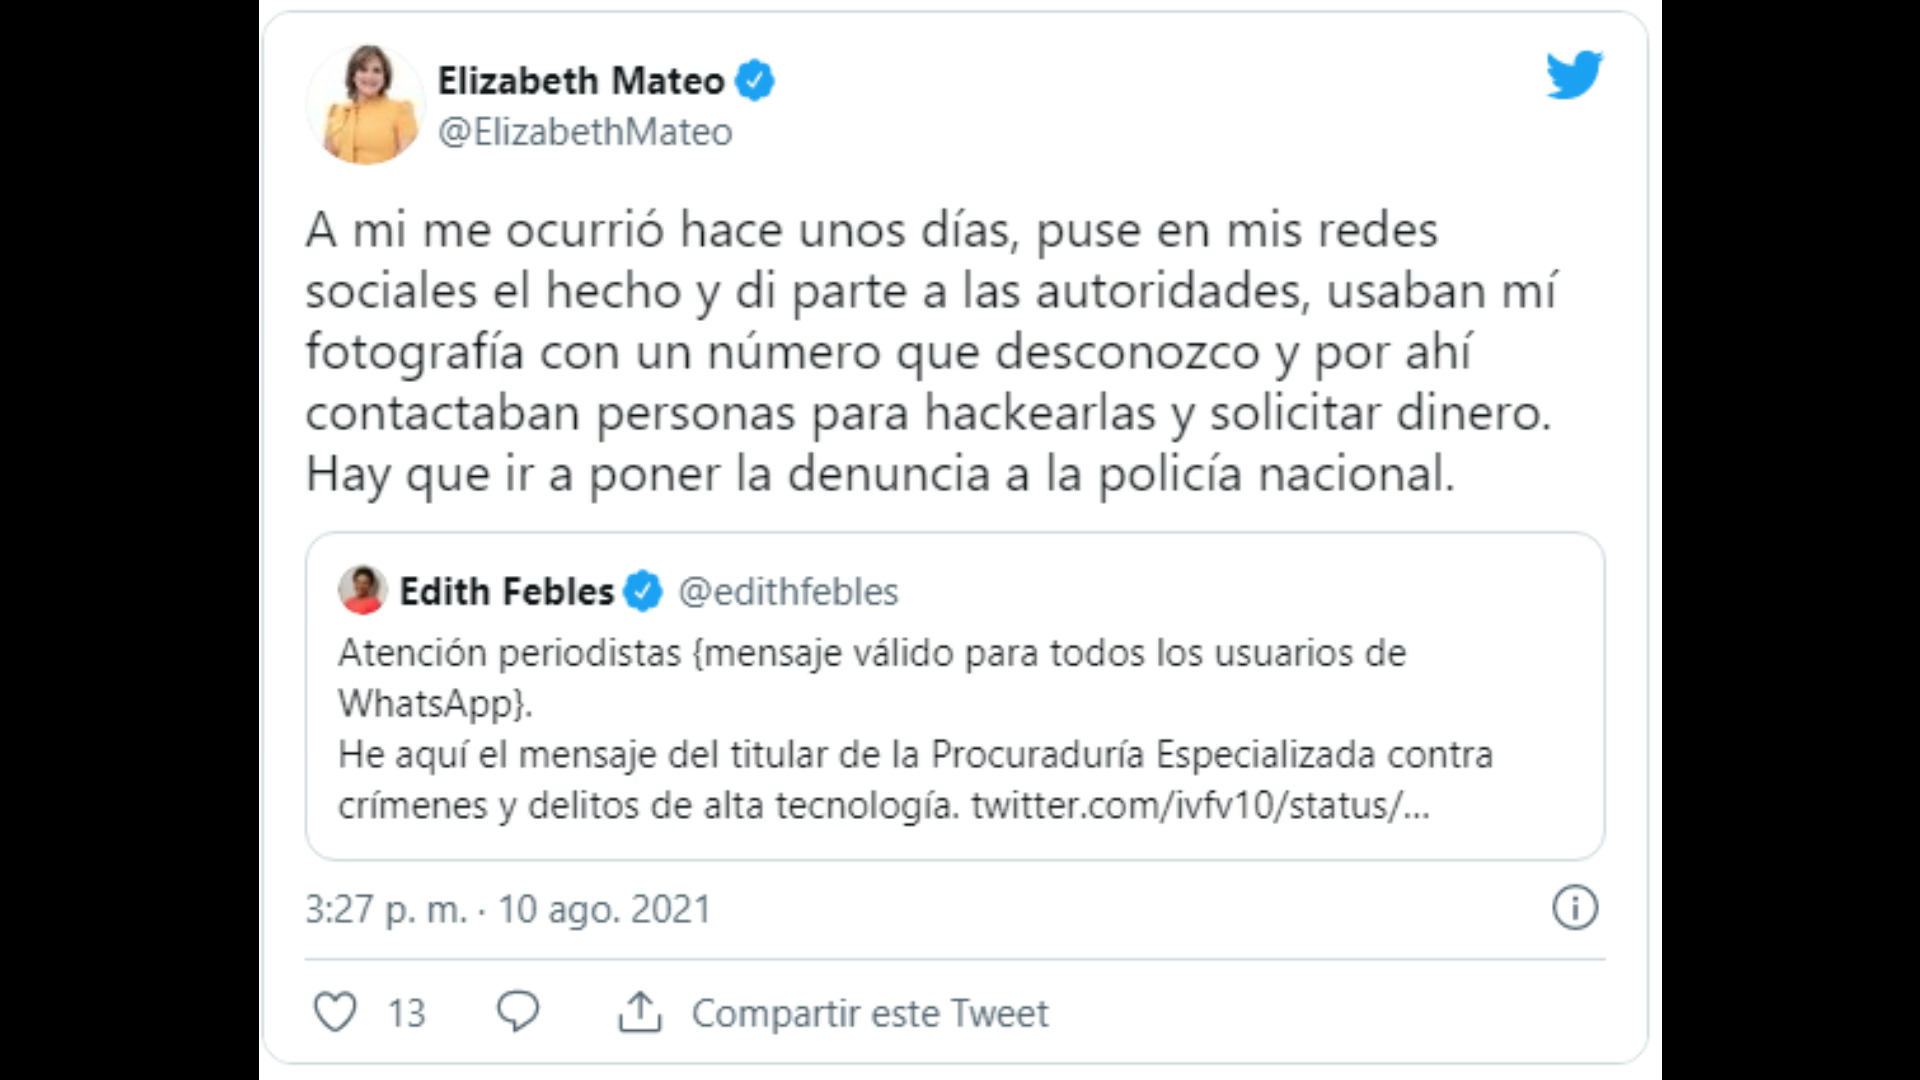 Elizabeth Mateo
@ElizabethMateo
A mi me ocurrió hace unos días, puse en mis redes
sociales el hecho y di parte a las autoridades, usaban mí
fotografía con un número que desconozco y por ahí
contactaban personas para hackearlas y solicitar dinero.
Hay que ir a poner la denuncia a la policía nacional.
Edith Febles @edithfebles
Atención periodistas {mensaje válido para todos los usuarios de
WhatsApp}.
He aquí el mensaje del titular de la Procuraduría Especializada contra
crímenes y delitos de alta tecnología. twitter.com/ivfv10/status/...
3:27 p. m. · 10 ago. 2021
13 Compartir este Tweet